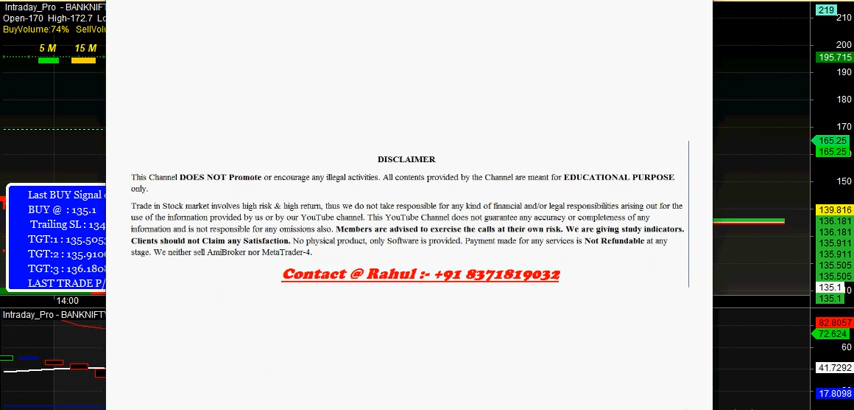 Intraday_Pro - BANKNIFTY
Open-170 High-172.7
BuyVolume:74%
5 M 15 M
Last BUY Signal
BUY @ : 135.1
Trailing SL : 134
TGT:1 : 135.505
TGT:2 : 135.910
TGT:3 : 136.180
LAST TRADE P/
14:00
Intraday_Pro - BANKNIFTY
DISCLAIMER
This Channel DOES NOT Promote or encourage any illegal activities. All contents provided by the Channel are meant for EDUCATIONAL PURPOSE
only.
Trade in Stock market involves high risk & high return, thus we do not take responsible for any kind of financial and/or legal responsibilities arising out for the
use of the information provided by us or by our YouTube channel. This YouTube Channel does not guarantee any accuracy or completeness of any
information and is not responsible for any omissions also. Members are advised to exercise the calls at their own risk. We are giving study indicators.
Clients should not Claim any Satisfaction. No physical product, only Software is provided. Payment made for any services is Not Refundable at any
stage. We neither sell AmiBroker nor MetaTrader-4.
Contact @ Rahul :- +91 8371819032
219
210
200
195.715
190
180
170
165.25
165.25
150
139.816
136.181
136.181
135.911
135.911
135.505
135.505
135.1
135.1
82.8057
72.624
60
41.7292
17.8098